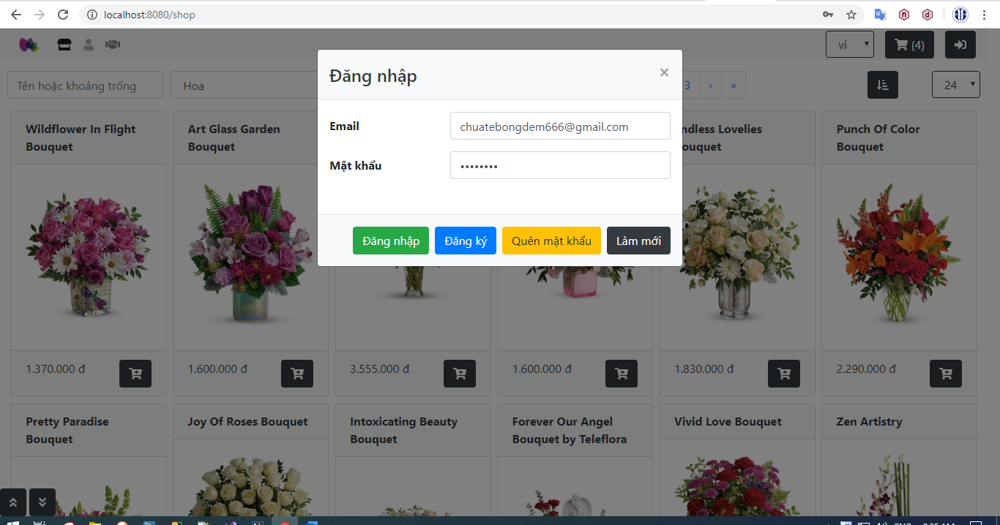 localhost:8080/shop
vi
(4)
Đăng nhập
×
Tên hoặc khoảng trống
Hoa
3
›
»
24
Email
chuatebongdem666@gmail.com
Mật khẩu
••••••••
Đăng nhập
Đăng ký
Quên mật khẩu
Làm mới
Wildflower In Flight
Bouquet
Art Glass Garden
Bouquet
ndless Lovelies
ouquet
Punch Of Color
Bouquet
1.370.000 đ
1.600.000 đ
3.555.000 đ
1.600.000 đ
1.830.000 đ
2.290.000 đ
Pretty Paradise
Bouquet
Joy Of Roses Bouquet
Intoxicating Beauty
Bouquet
Forever Our Angel
Bouquet by Teleflora
Vivid Love Bouquet
Zen Artistry